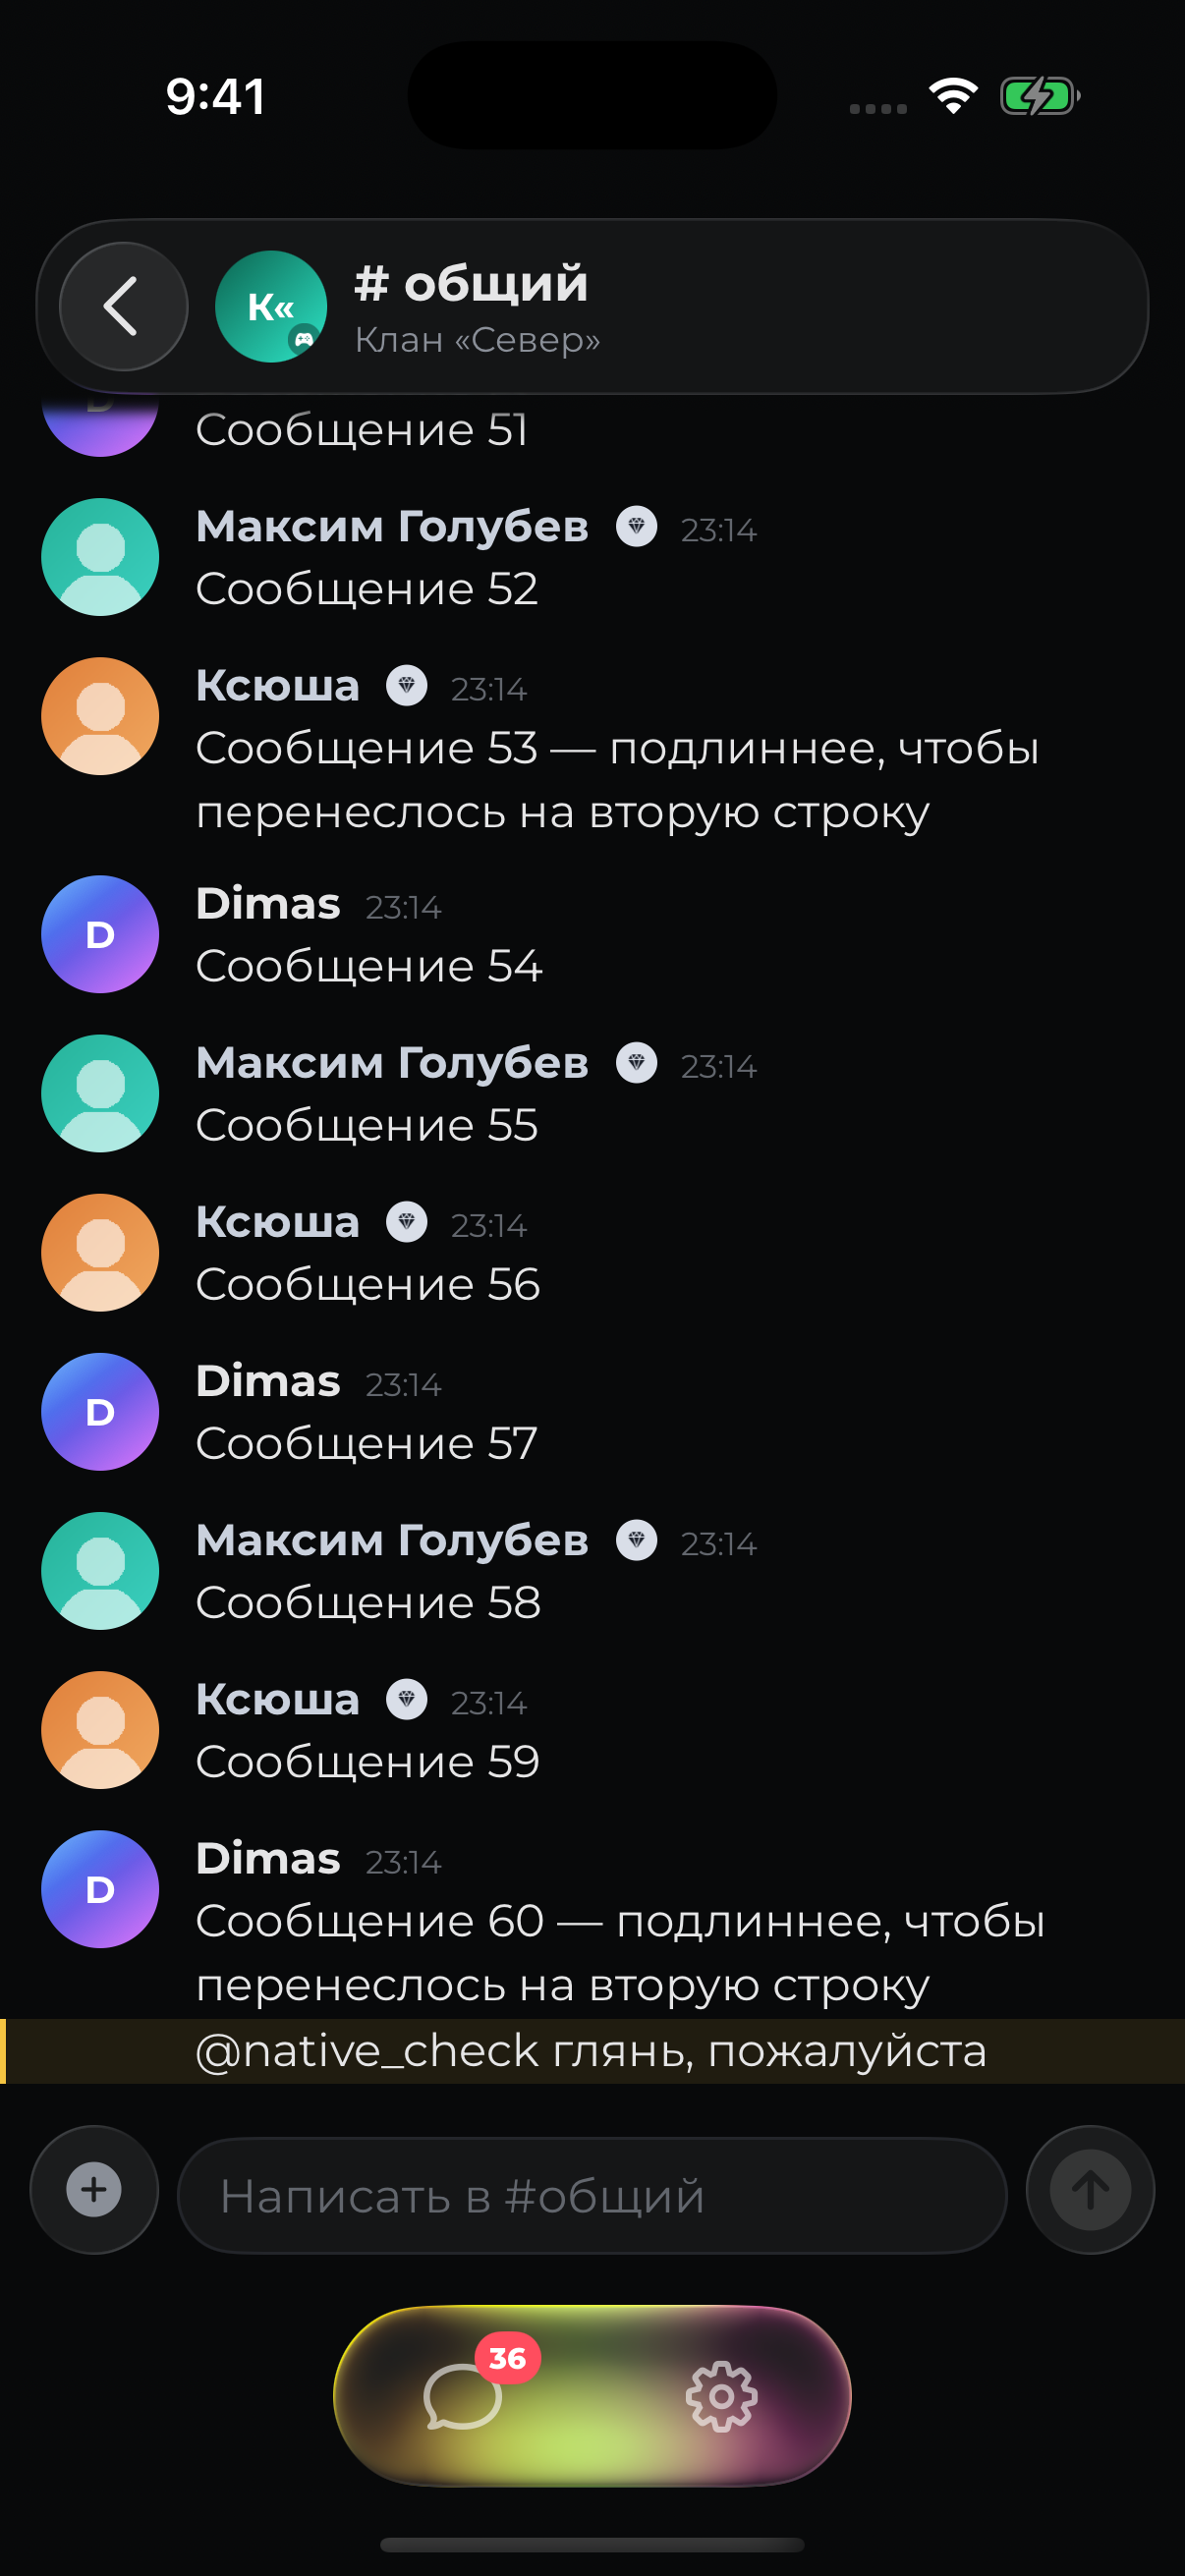 9:41
К«
# общий
Клан «Север»
D
Сообщение 51
Максим Голубев 23:14
Сообщение 52
Ксюша 23:14
Сообщение 53 — подлиннее, чтобы
перенеслось на вторую строку
Dimas 23:14
D
Сообщение 54
Максим Голубев 23:14
Сообщение 55
Ксюша 23:14
Сообщение 56
Dimas 23:14
D
Сообщение 57
Максим Голубев 23:14
Сообщение 58
Ксюша 23:14
Сообщение 59
Dimas 23:14
D
Сообщение 60 — подлиннее, чтобы
перенеслось на вторую строку
@native_check глянь, пожалуйста
Написать в #общий
36